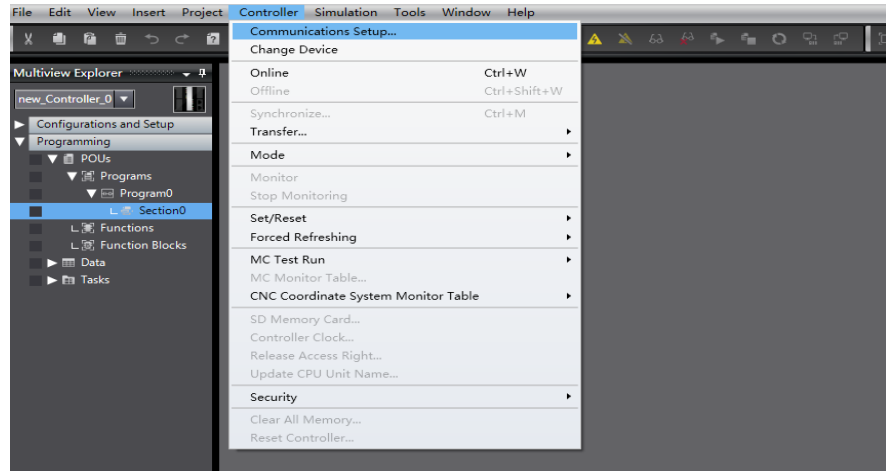 File Edit View Insert Project Controller Simulation Tools Window Help
Multiview Explorer
new_Controller_0
Configurations and Setup
Programming
POUs
Programs
Program0
Section0
Functions
Function Blocks
Data
Tasks
Communications Setup...
Change Device
Online Ctrl+W
Offline Ctrl+Shift+W
Synchronize... Ctrl+M
Transfer...
Mode
Monitor
Stop Monitoring
Set/Reset
Forced Refreshing
MC Test Run
MC Monitor Table...
CNC Coordinate System Monitor Table
SD Memory Card...
Controller Clock...
Release Access Right...
Update CPU Unit Name...
Security
Clear All Memory...
Reset Controller...